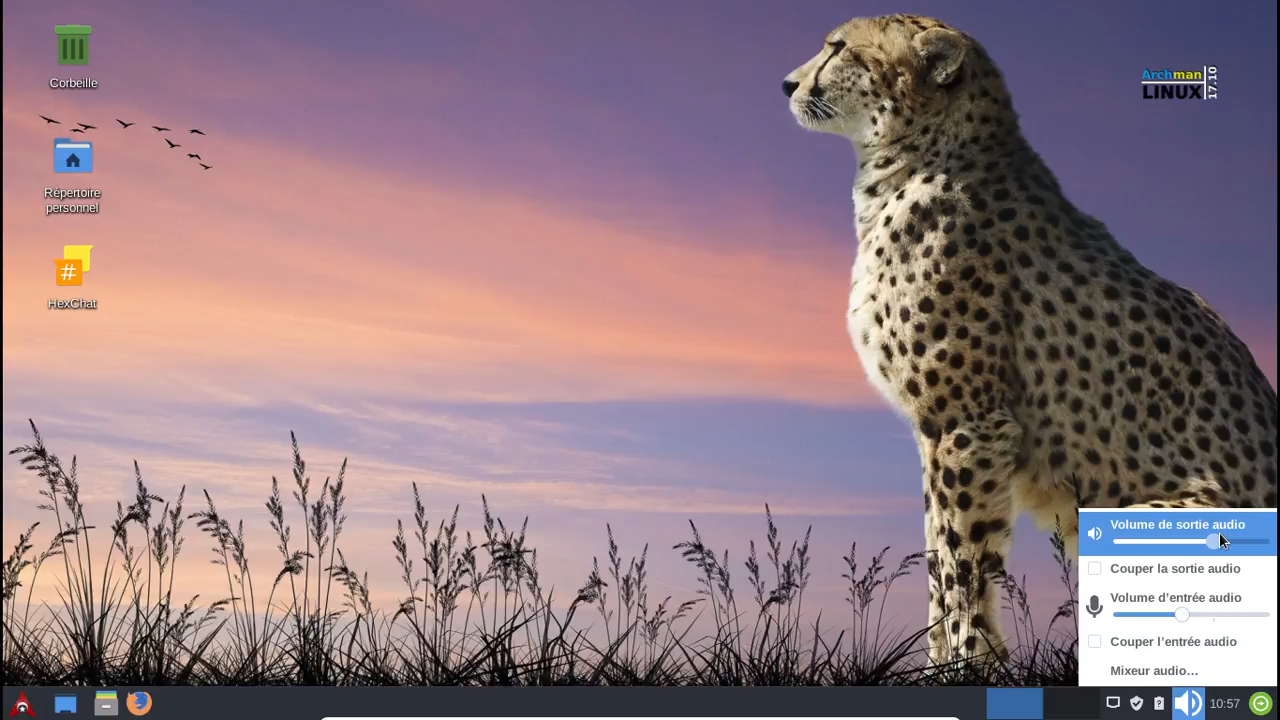 Corbeille
Répertoire
personnel
#
HexChat
Archman
LINUX
17.10
Volume de sortie audio
Couper la sortie audio
Volume d’entrée audio
Couper l’entrée audio
Mixeur audio…
10:57